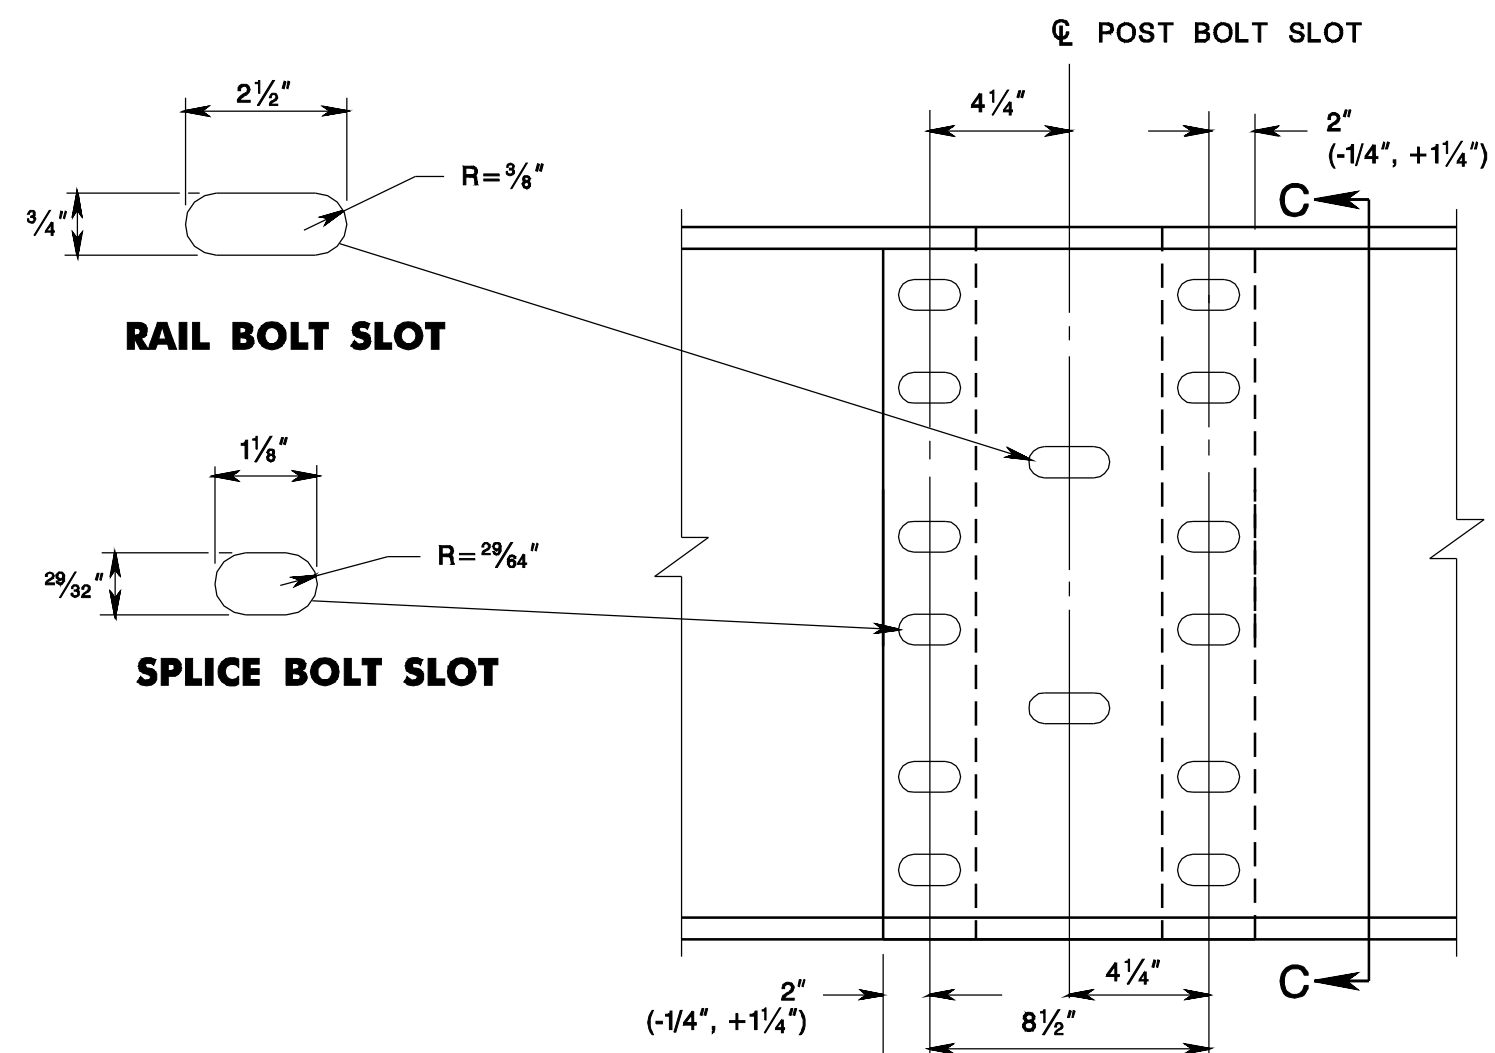 ℄ POST BOLT SLOT
2½"
4¼"
2"
(-1/4", +1¼")
R=⅜"
C
¾"
RAIL BOLT SLOT
1⅛"
R=29/64"
29/32"
SPLICE BOLT SLOT
4¼"
C
2"
(-1/4", +1¼")
8½"